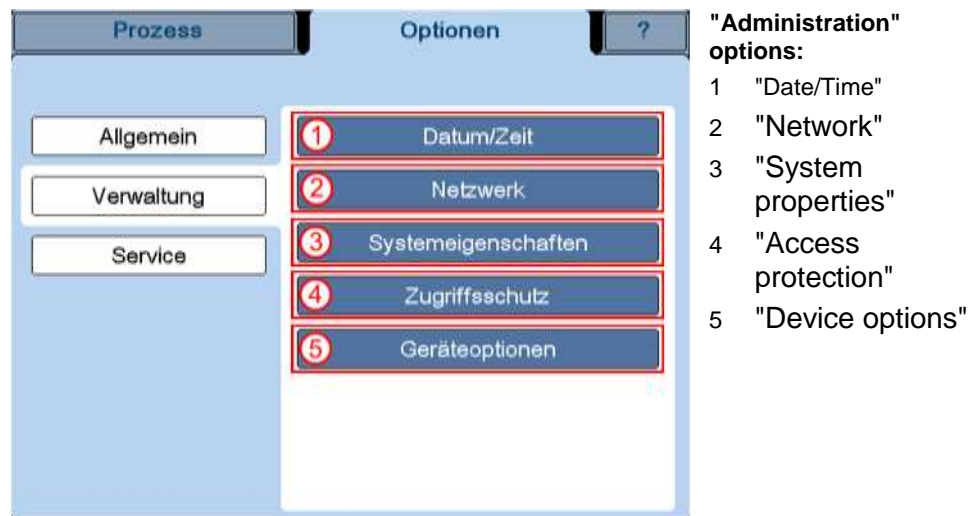 Prozess Optionen ?
Allgemein
Verwaltung
Service
1 Datum/Zeit
2 Netzwerk
3 Systemeigenschaften
4 Zugriffsschutz
5 Geräteoptionen
"Administration"
options:
1 "Date/Time"
2 "Network"
3 "System
properties"
4 "Access
protection"
5 "Device options"